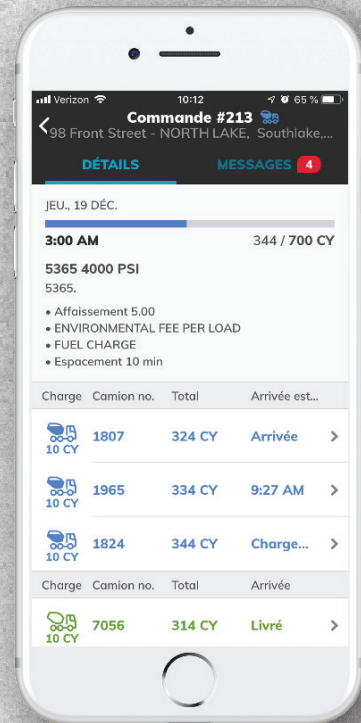 Verizon 10:12 65 %
Commande #213
98 Front Street - NORTH LAKE, Southlake,...
DÉTAILS MESSAGES 4
JEU., 19 DÉC.
3:00 AM 344 / 700 CY
5365 4000 PSI
5365.
• Affaissement 5.00
• ENVIRONMENTAL FEE PER LOAD
• FUEL CHARGE
• Espacement 10 min
Charge Camion no. Total Arrivée est...
10 CY 1807 324 CY Arrivée
10 CY 1965 334 CY 9:27 AM
10 CY 1824 344 CY Charge...
Charge Camion no. Total Arrivée
10 CY 7056 314 CY Livré